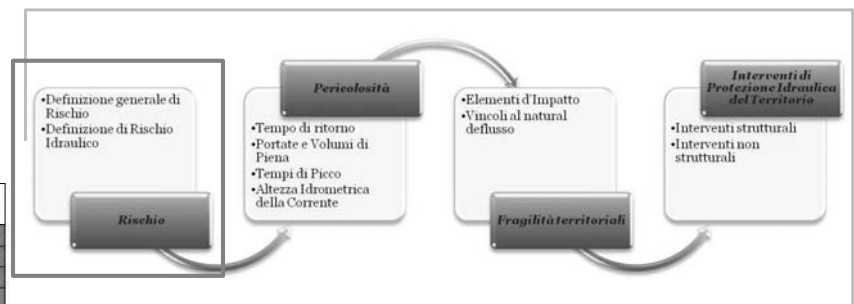 •Definizione generale di
Rischio
•Definizione di Rischio
Idraulico
Rischio
Pericolosità
•Tempo di ritorno
•Portate e Volumi di
Piena
•Tempi di Picco
•Altezza Idrometrica
della Corrente
•Elementi d'Impatto
•Vincoli al natural
deflusso
Fragilità territoriali
Interventi di
Protezione Idraulica
del Territorio
•Interventi strutturali
•Interventi non
strutturali